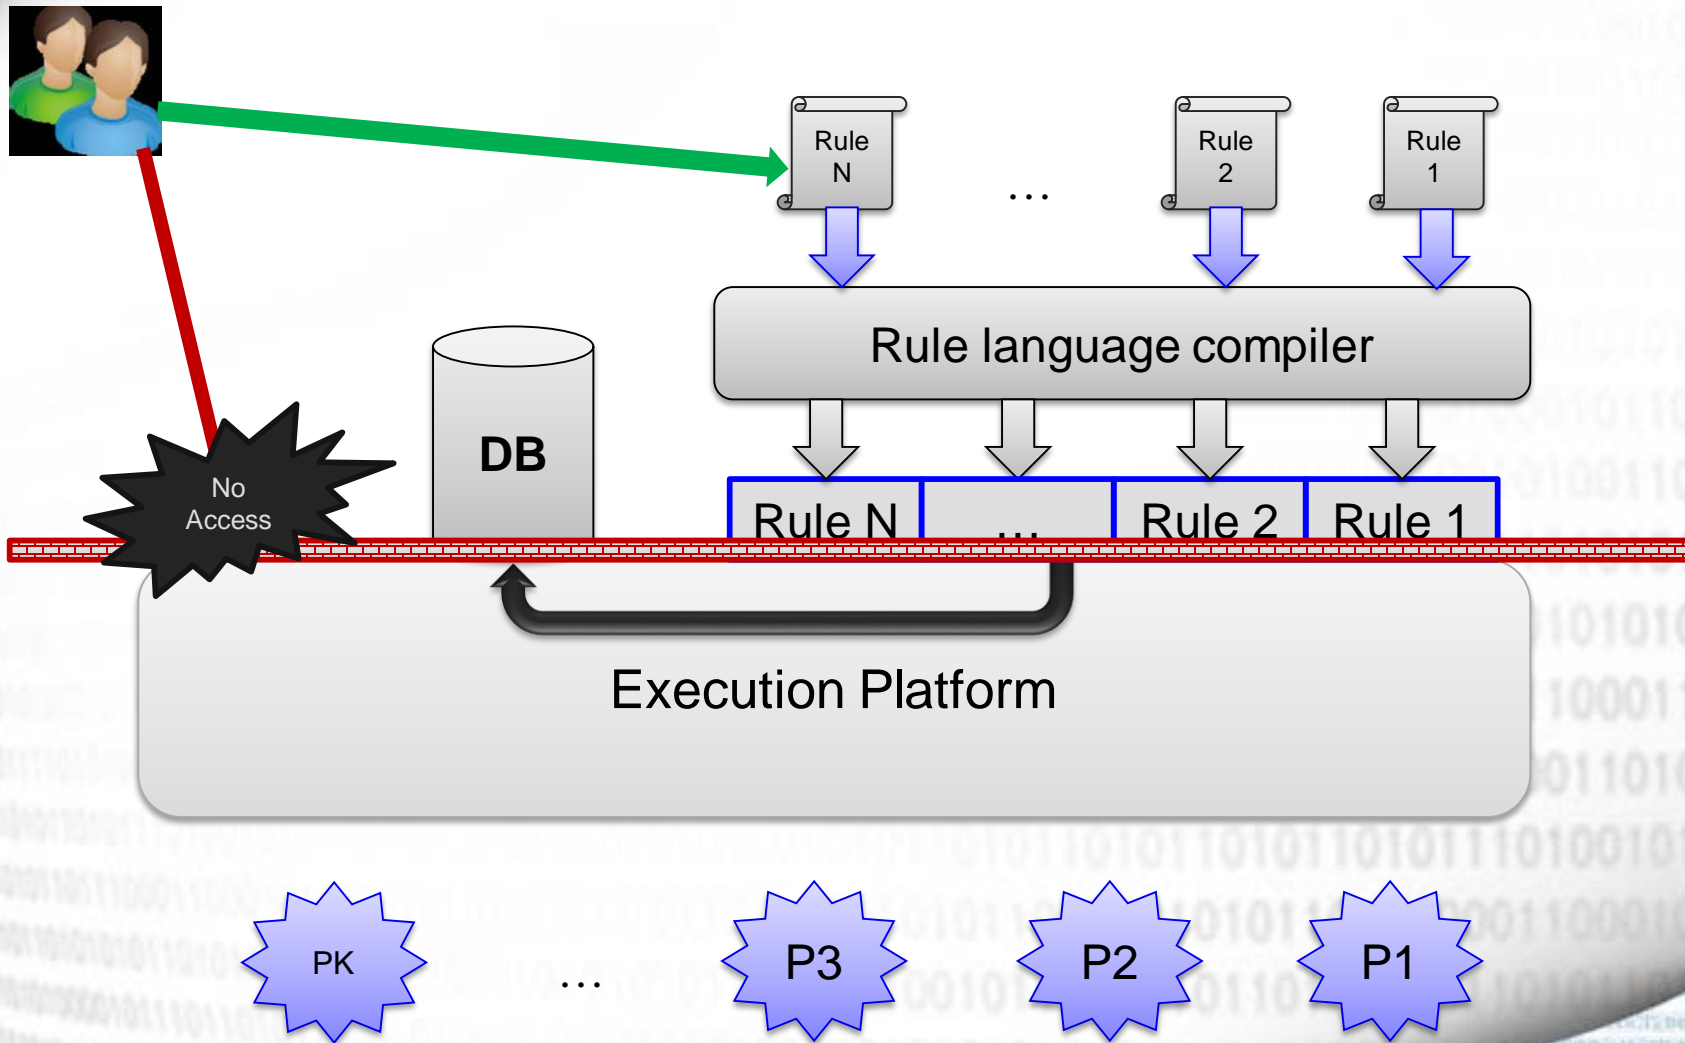 Rule
N
…
Rule
2
Rule
1
Rule language compiler
DB
No
Access
Rule N
...
Rule 2
Rule 1
Execution Platform
PK
…
P3
P2
P1